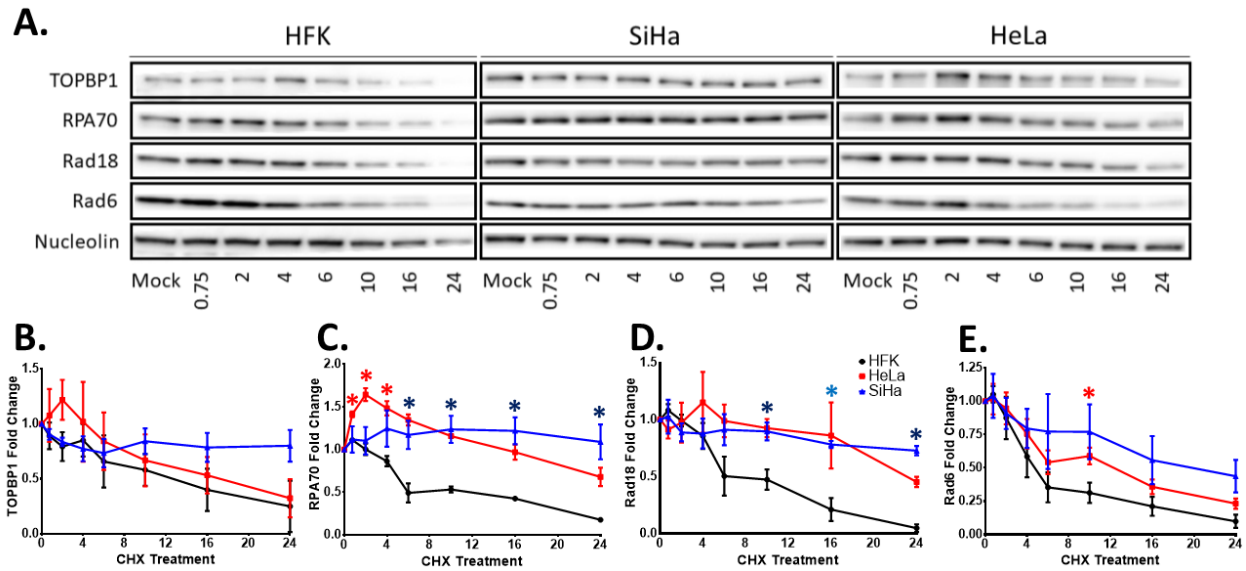 A.
HFK SiHa HeLa
TOPBP1
RPA70
Rad18
Rad6
Nucleolin
Mock 0.75 2 4 6 10 16 24 Mock 0.75 2 4 6 10 16 24 Mock 0.75 2 4 6 10 16 24
B.
TOPBP1 Fold Change
1.5
1.0
0.5
0.0
0 4 8 12 16 20 24
CHX Treatment
C.
RPA70 Fold Change
2.0
1.5
1.0
0.5
0.0
* * * * * * *
0 4 8 12 16 20 24
CHX Treatment
D.
Rad18 Fold Change
1.5
1.0
0.5
0.0
* * *
HFK
HeLa
SiHa
0 4 8 12 16 20 24
CHX Treatment
E.
Rad6 Fold Change
1.25
1.00
0.75
0.50
0.25
0.00
*
0 4 8 12 16 20 24
CHX Treatment